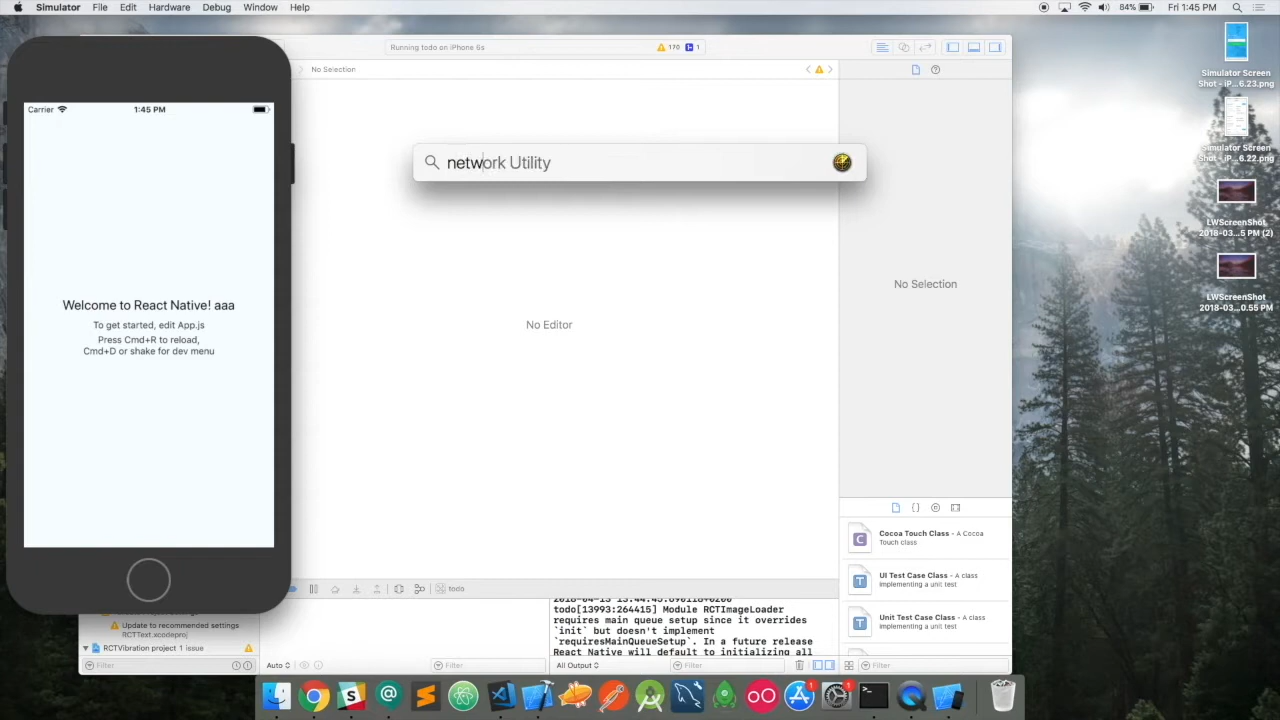 Simulator File Edit Hardware Debug Window Help
84% Fri 1:45 PM
Running todo on iPhone 6s
170
1
No Selection
network Utility
Carrier
1:45 PM
Welcome to React Native! aaa
To get started, edit App.js
Press Cmd+R to reload,
Cmd+D or shake for dev menu
No Editor
No Selection
Simulator Screen
Shot - iP...6.23.png
Simulator Screen
Shot - iP...6.22.png
LWScreenShot
2018-03...5 PM (2)
LWScreenShot
2018-03...0.55 PM
C
Cocoa Touch Class - A Cocoa
Touch class
T
UI Test Case Class - A class
implementing a unit test
T
Unit Test Case Class - A class
implementing a unit test
Update to recommended settings
RCTText.xcodeproj
RCTVibration project 1 issue
Filter
todo
todo[13993:264415] Module RCTImageLoader
requires main queue setup since it overrides
`init` but doesn't implement
`requiresMainQueueSetup`. In a future release
React Native will default to initializing all
Auto
Filter
All Output
Filter
Filter